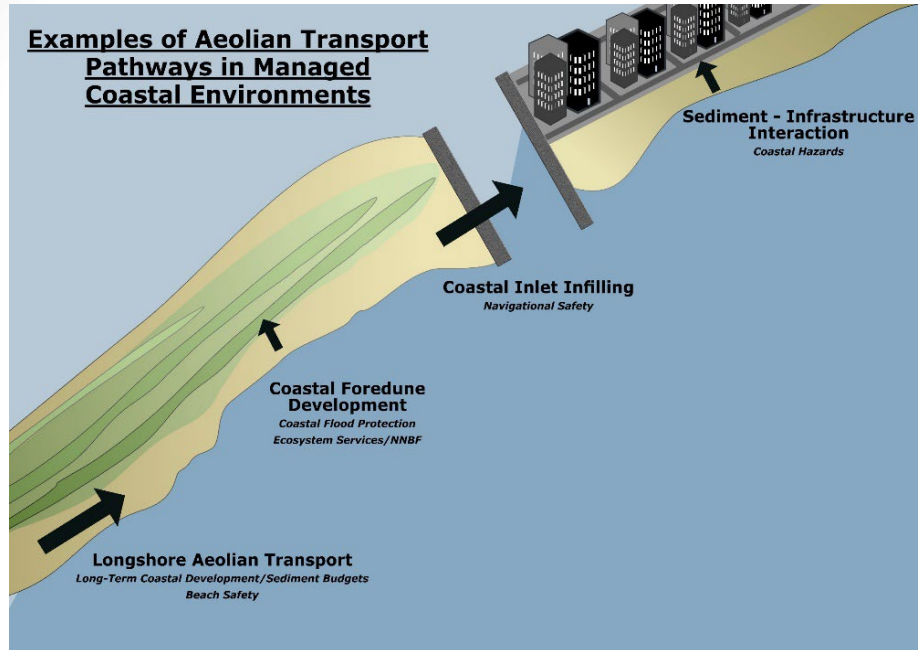 Examples of Aeolian Transport
Pathways in Managed
Coastal Environments
Sediment - Infrastructure
Interaction
Coastal Hazards
Coastal Inlet Infilling
Navigational Safety
Coastal Foredune
Development
Coastal Flood Protection
Ecosystem Services/NNBF
Longshore Aeolian Transport
Long-Term Coastal Development/Sediment Budgets
Beach Safety